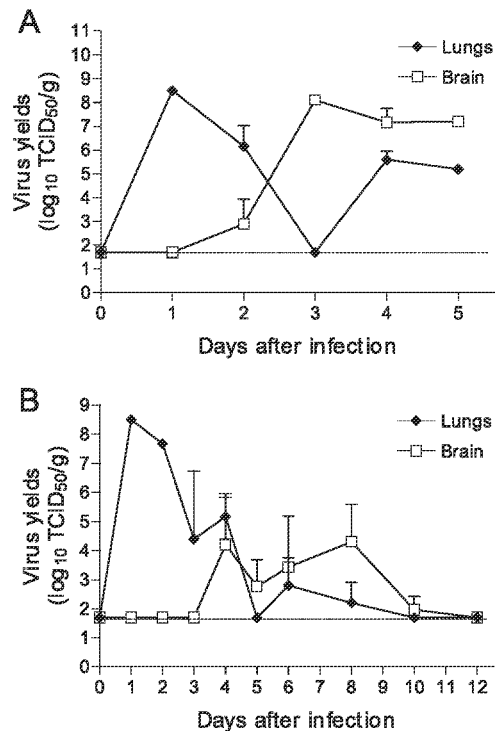 A
Virus yields
(log10 TCID50/g)
11
10
9
8
7
6
5
4
3
2
1
0
Lungs
Brain
0 1 2 3 4 5
Days after infection
B
Virus yields
(log10 TCID50/g)
9
8
7
6
5
4
3
2
1
0
Lungs
Brain
0 1 2 3 4 5 6 7 8 9 10 11 12
Days after infection